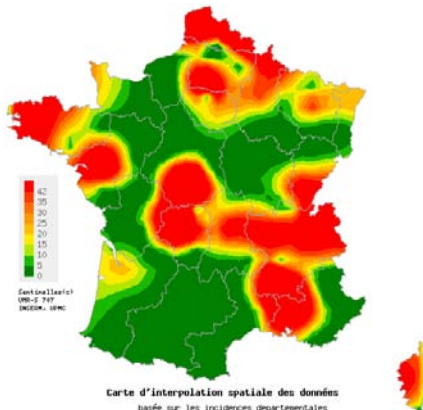 42
35
30
25
20
15
10
5
0
Sentinelles(c)
UMR-S 707
INSERM, UPMC
Carte d'interpolation spatiale des données
basée sur les incidences departementales